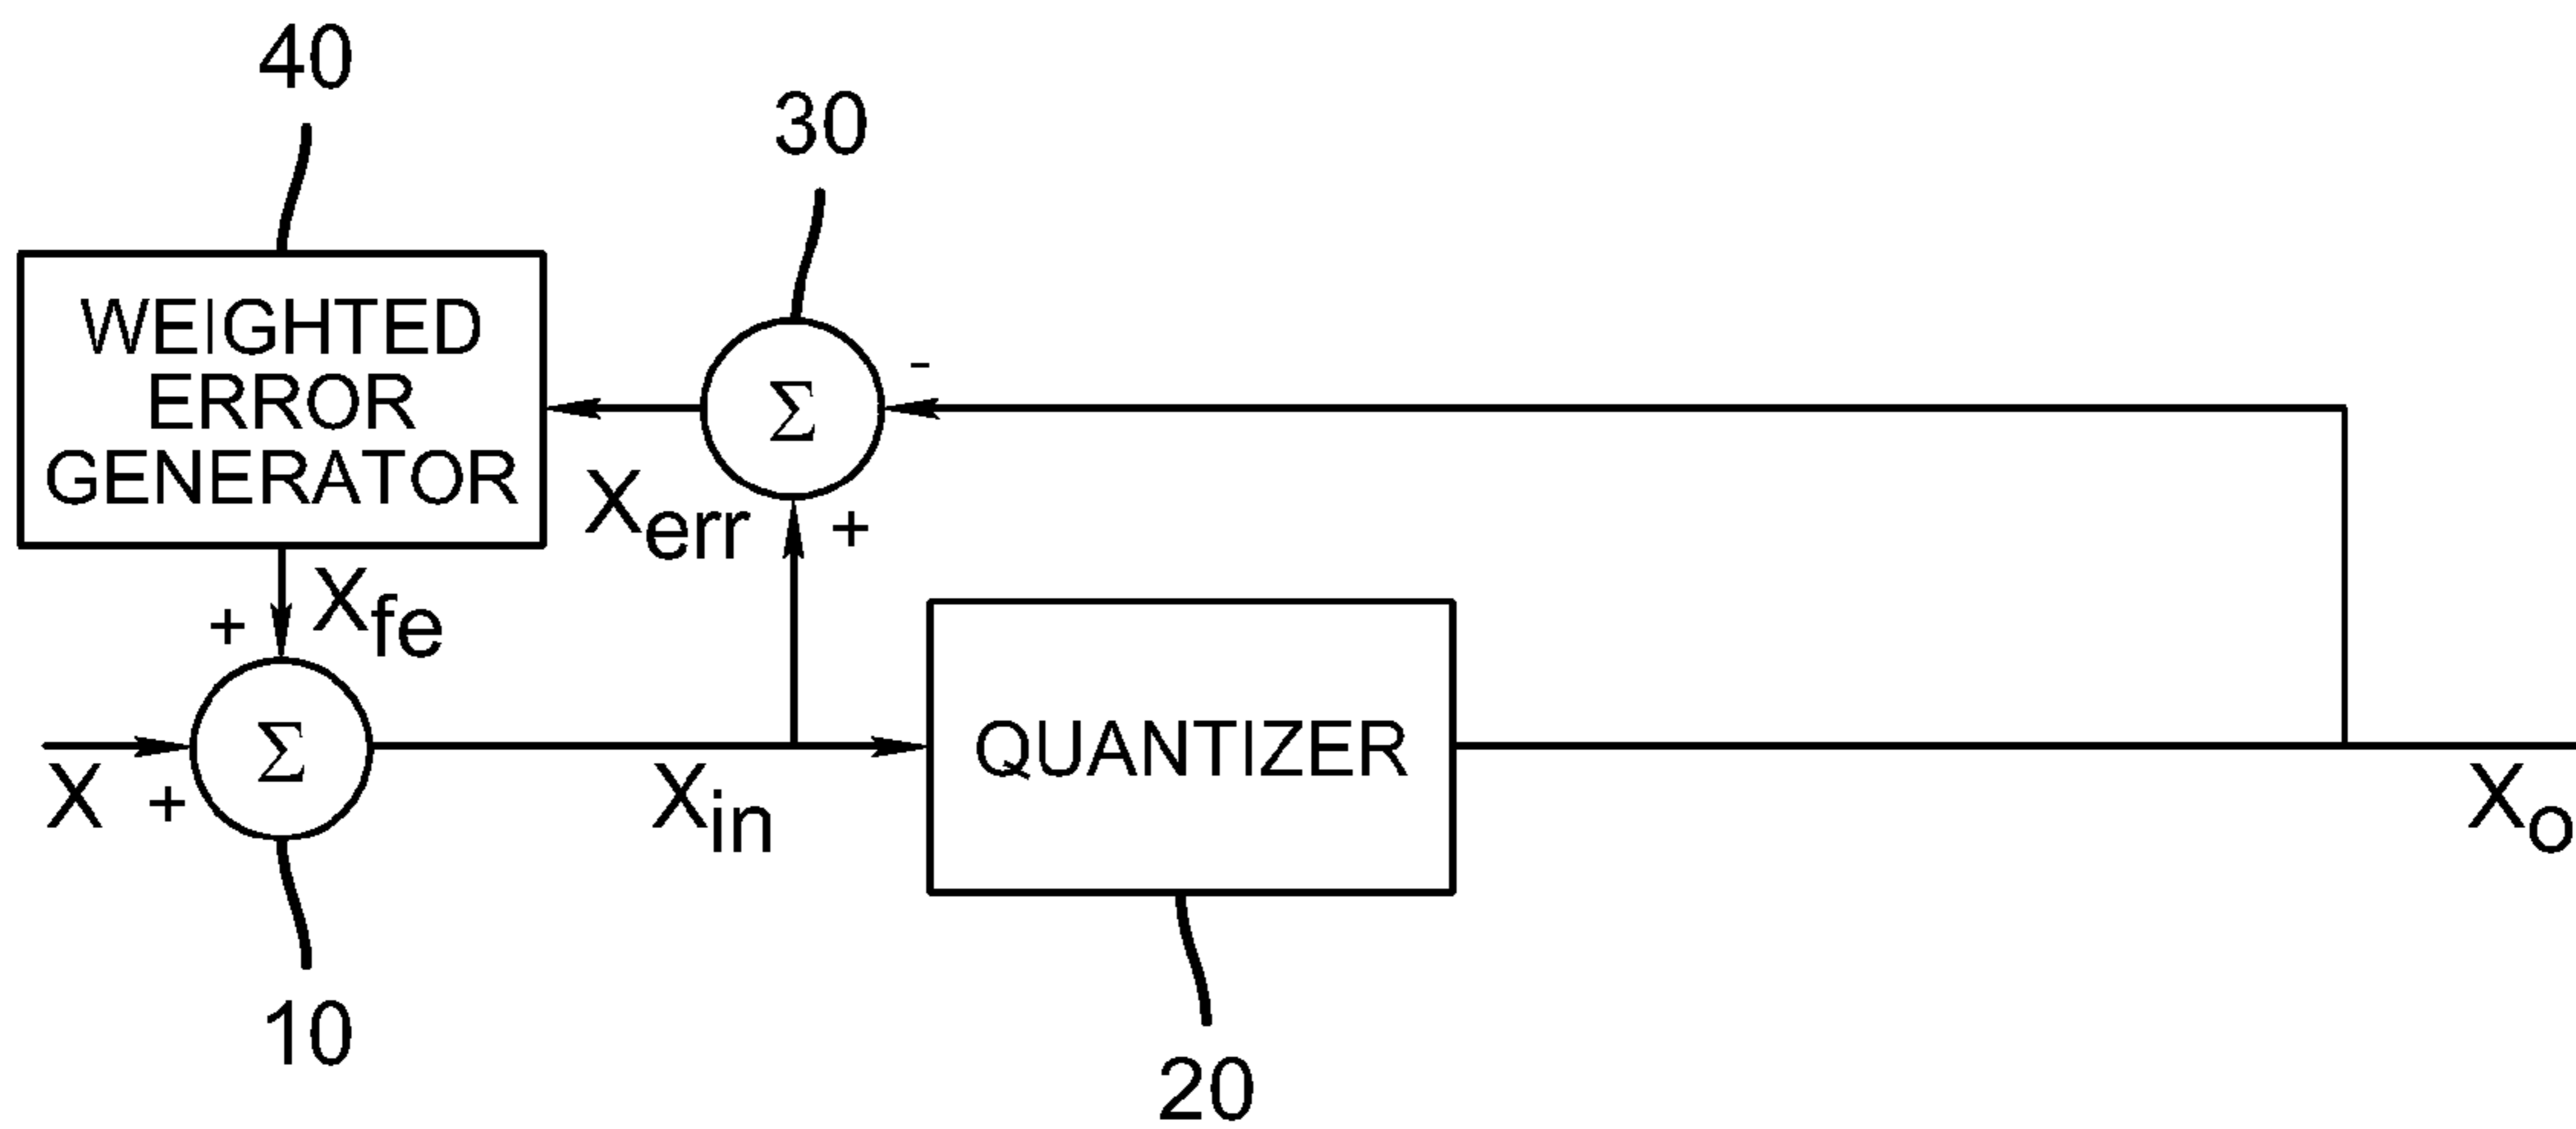 40
30
WEIGHTED
ERROR
GENERATOR
Σ
-
Xerr
+
+
Xfe
X
+
Σ
Xin
QUANTIZER
Xo
10
20